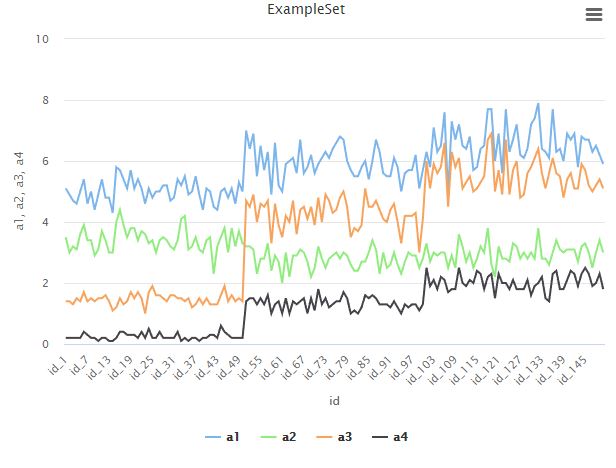 ExampleSet
10
8
6
4
2
0
a1, a2, a3, a4
id_1
id_7
id_13
id_19
id_25
id_31
id_37
id_43
id_49
id_55
id_61
id_67
id_73
id_79
id_85
id_91
id_97
id_103
id_109
id_115
id_121
id_127
id_133
id_139
id_145
id
a1 a2 a3 a4